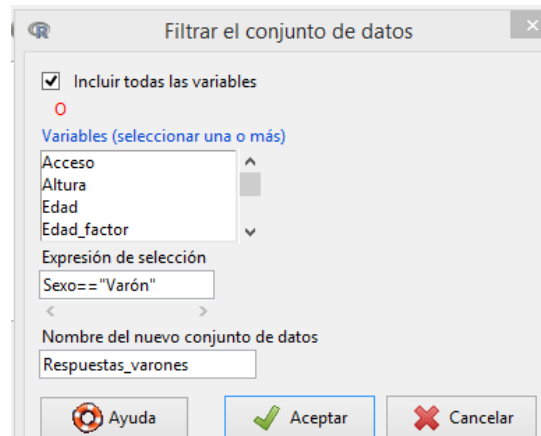 Filtrar el conjunto de datos
Incluir todas las variables
O
Variables (seleccionar una o más)
Acceso
Altura
Edad
Edad_factor
Expresión de selección
Sexo=="Varón"
Nombre del nuevo conjunto de datos
Respuestas_varones
Ayuda Aceptar Cancelar